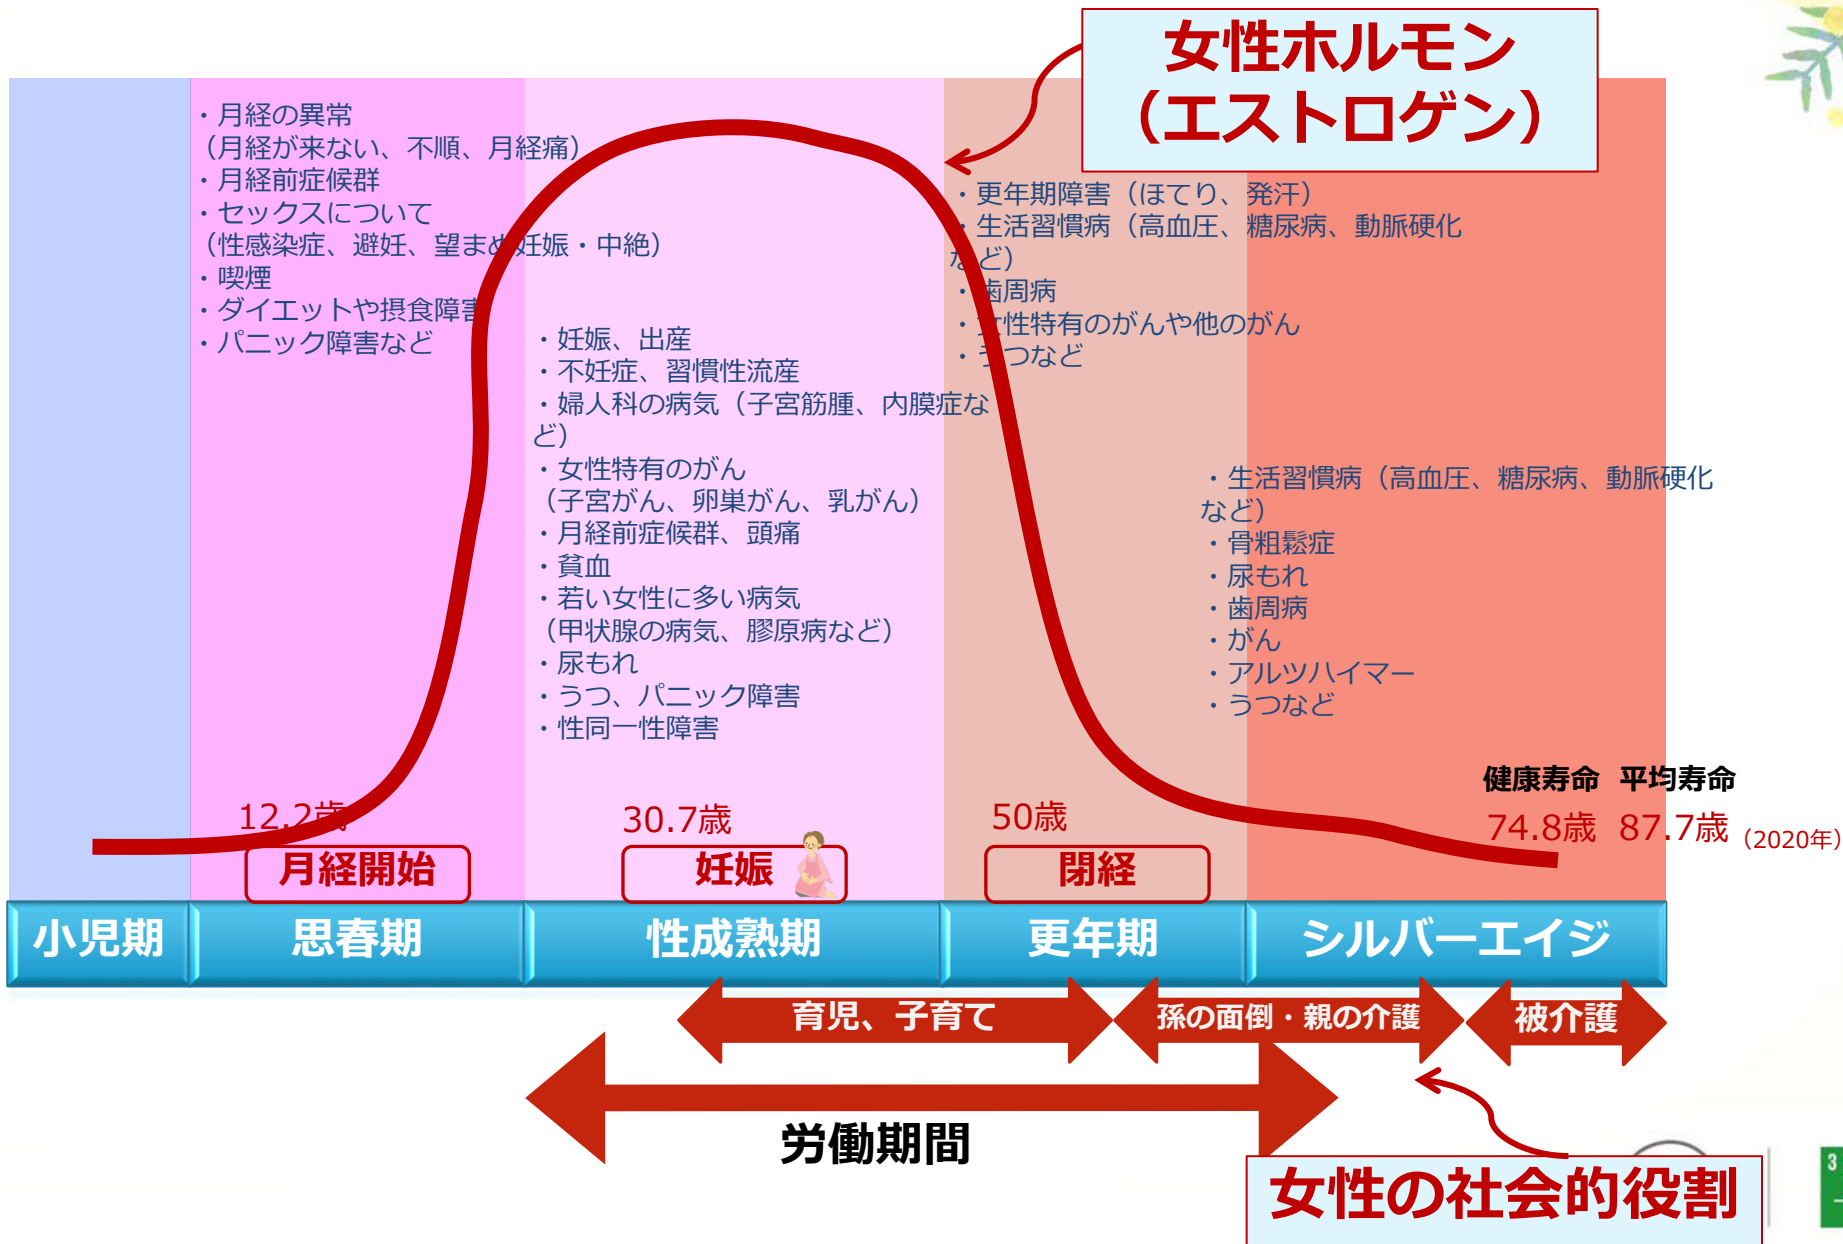 女性ホルモン
（エストロゲン）
・月経の異常
（月経が来ない、不順、月経痛）
・月経前症候群
・セックスについて
（性感染症、避妊、望まぬ妊娠・中絶）
・喫煙
・ダイエットや摂食障害
・パニック障害など
・妊娠、出産
・不妊症、習慣性流産
・婦人科の病気（子宮筋腫、内膜症な
ど）
・女性特有のがん
（子宮がん、卵巣がん、乳がん）
・月経前症候群、頭痛
・貧血
・若い女性に多い病気
（甲状腺の病気、膠原病など）
・尿もれ
・うつ、パニック障害
・性同一性障害
・更年期障害（ほてり、発汗）
・生活習慣病（高血圧、糖尿病、動脈硬化
など）
・歯周病
・女性特有のがんや他のがん
・うつなど
・生活習慣病（高血圧、糖尿病、動脈硬化
など）
・骨粗鬆症
・尿もれ
・歯周病
・がん
・アルツハイマー
・うつなど
健康寿命 平均寿命
74.8歳 87.7歳（2020年）
12.2歳
月経開始
30.7歳
妊娠
50歳
閉経
小児期 思春期 性成熟期 更年期 シルバーエイジ
育児、子育て 孫の面倒・親の介護 被介護
労働期間
女性の社会的役割
3